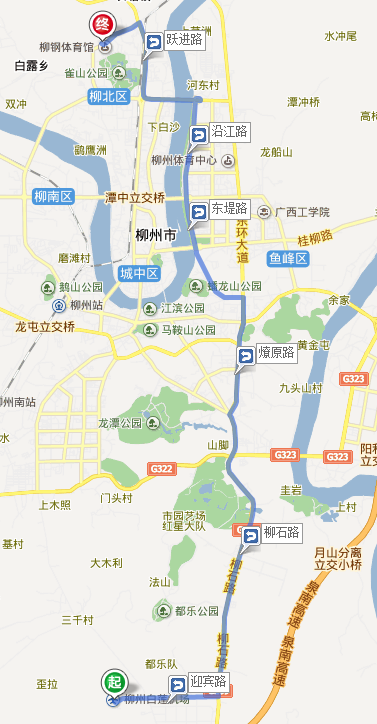 终
柳钢体育馆
跃进路
水冲尾
白露乡
雀山公园
河东村
柳北区
潭冲桥
双冲
下白沙
沿江路
鹞鹰洲
柳州体育中心
龙船山
柳南区
潭中立交桥
东堤路
广西工学院
东环大道
柳州市
桂柳路
磨滩村
城中区
鱼峰区
鹅山公园
蟠龙山公园
柳州站
江滨公园
余家
龙屯立交桥
马鞍山公园
黄金屯
燎原路
G323
九头山村
柳州南站
龙潭公园
水
山脚
阳和
立交
G322
G323
G323
门头村
上木照
圭岩
上村
市园艺场
红星大队
基村
柳石路
月山分离
立交小桥
大木利
柳石路
泉南高速
法山
都乐公园
三千村
柳石路
泉南高速
都乐队
歪拉
起
迎宾路
柳州白莲机场